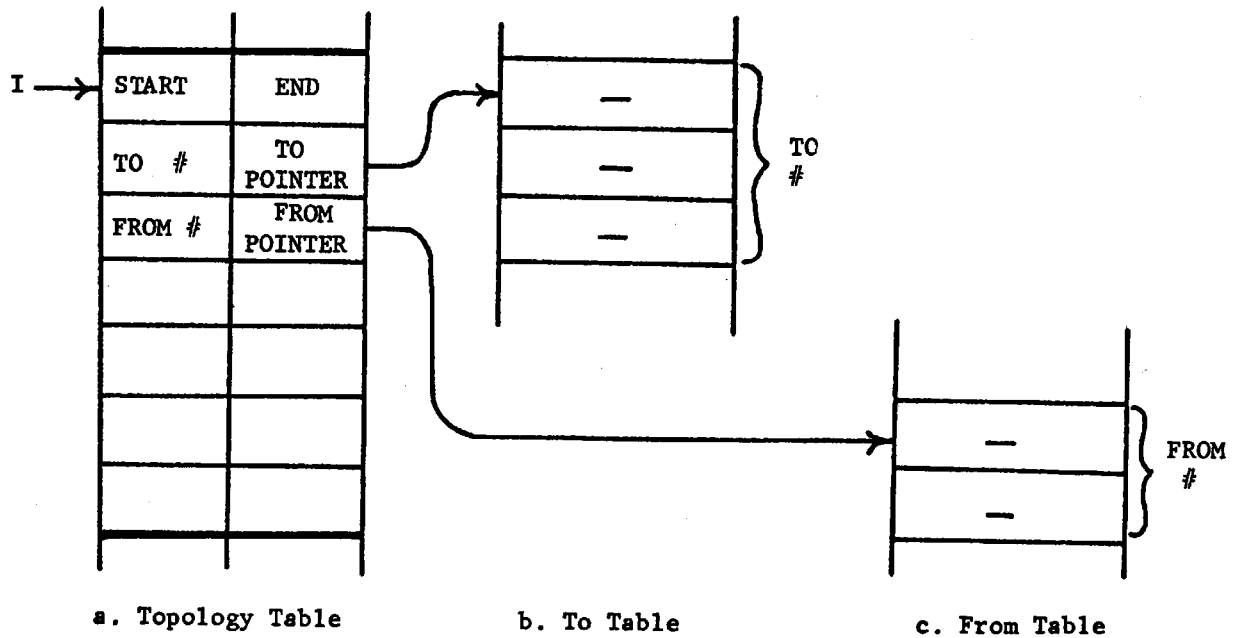 I
START
END
TO #
TO
POINTER
FROM #
FROM
POINTER
TO
#
FROM
#
a. Topology Table
b. To Table
c. From Table